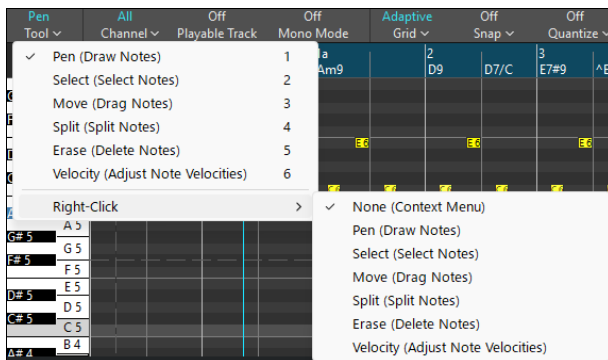 Pen All Off Off Adaptive Off Off
Tool Channel Playable Track Mono Mode Grid Snap Quantize
Pen (Draw Notes) 1
Select (Select Notes) 2
Move (Drag Notes) 3
Split (Split Notes) 4
Erase (Delete Notes) 5
Velocity (Adjust Note Velocities) 6
Right-Click
None (Context Menu)
Pen (Draw Notes)
Select (Select Notes)
Move (Drag Notes)
Split (Split Notes)
Erase (Delete Notes)
Velocity (Adjust Note Velocities)
2 3
Am9 D9 D7/C E7#9
E6 E6 E6
A 5
G# 5
G 5
F# 5
F 5
E 5
D# 5
D 5
C# 5
C 5
B 4
A# 4